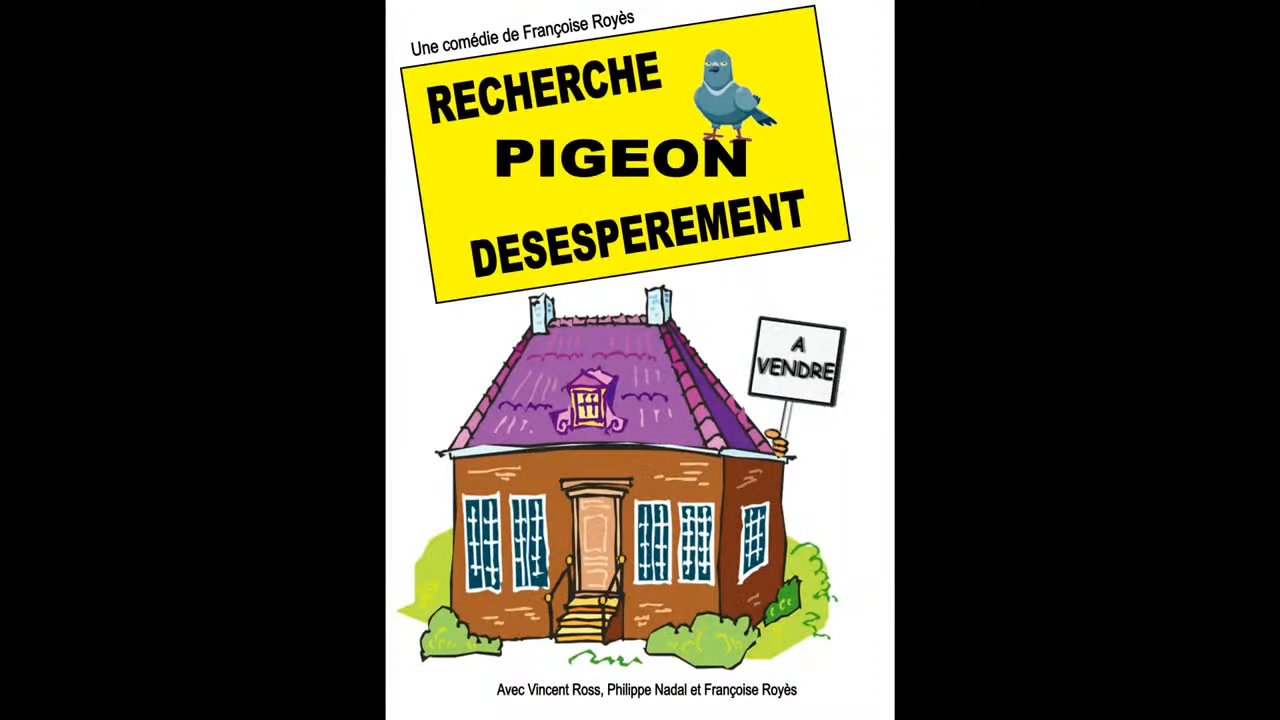 Une comédie de Françoise Royès
RECHERCHE
PIGEON
DESESPEREMENT
A
VENDRE
Avec Vincent Ross, Philippe Nadal et Françoise Royès